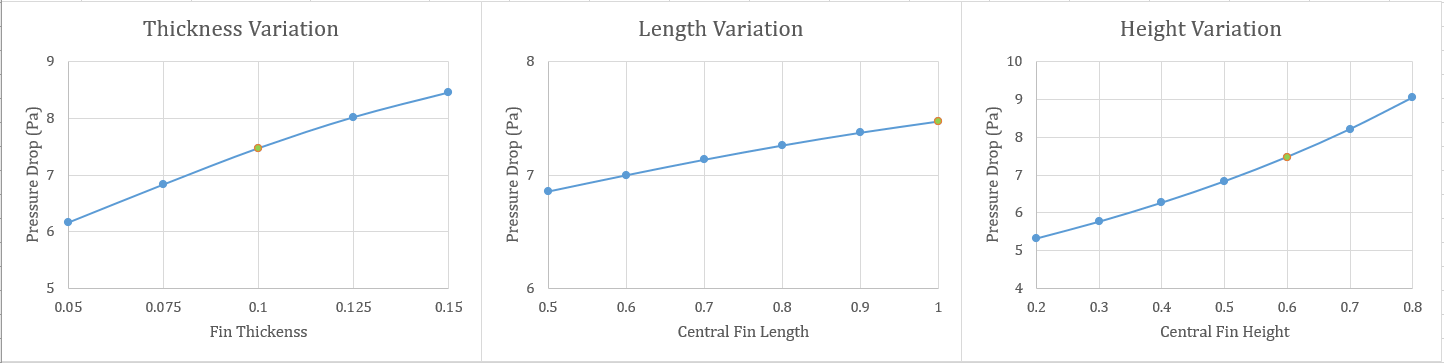 Thickness Variation
Pressure Drop (Pa)
9
8
7
6
5
0.05 0.075 0.1 0.125 0.15
Fin Thickenss
Length Variation
Pressure Drop (Pa)
8
7
6
0.5 0.6 0.7 0.8 0.9 1
Central Fin Length
Height Variation
Pressure Drop (Pa)
10
9
8
7
6
5
4
0.2 0.3 0.4 0.5 0.6 0.7 0.8
Central Fin Height